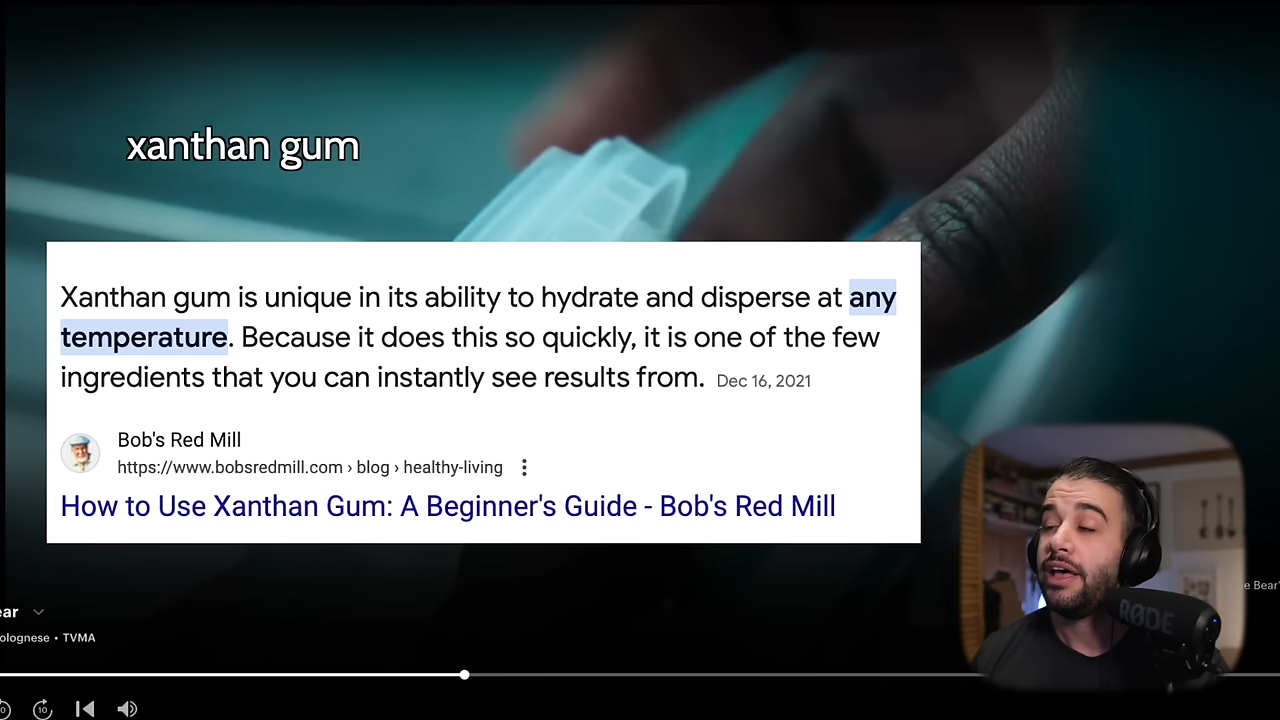 xanthan gum
Xanthan gum is unique in its ability to hydrate and disperse at any
temperature. Because it does this so quickly, it is one of the few
ingredients that you can instantly see results from. Dec 16, 2021
Bob's Red Mill
https://www.bobsredmill.com › blog › healthy-living
How to Use Xanthan Gum: A Beginner's Guide - Bob's Red Mill
RØDE
e Bear'
ear
olognese • TVMA
10